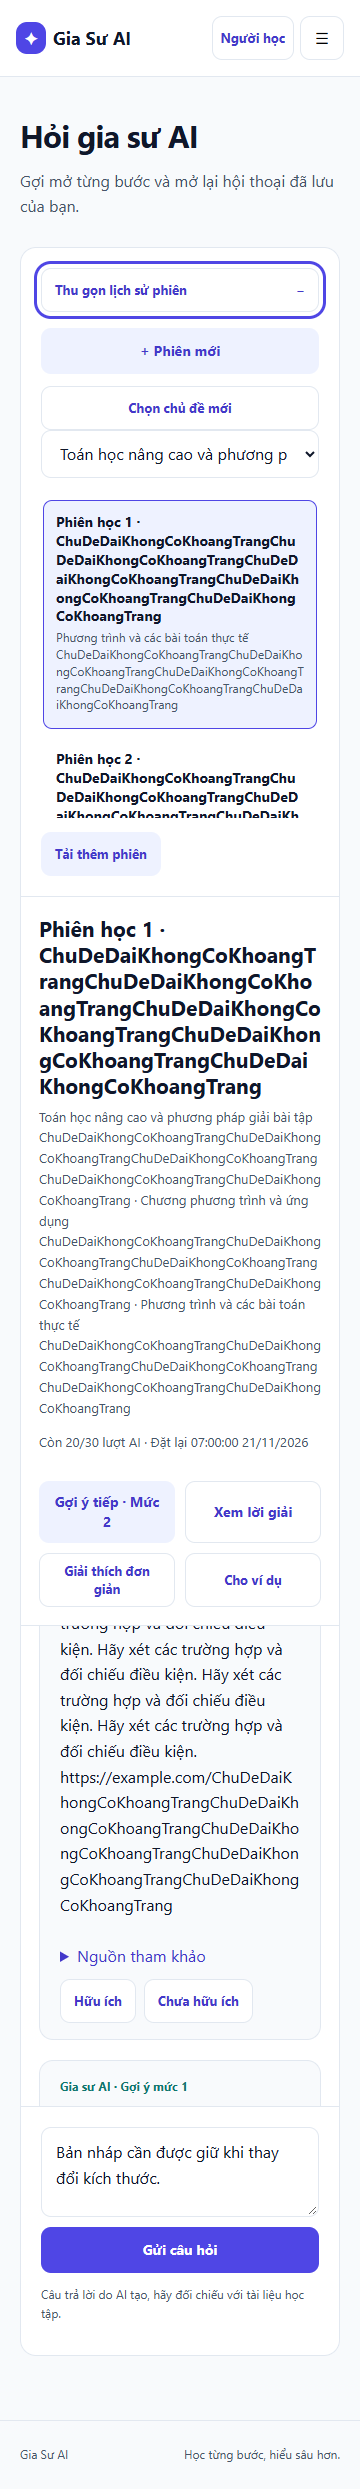 Gia Sư AI
Người học
☰
Hỏi gia sư AI
Gợi mở từng bước và mở lại hội thoại đã lưu
của bạn.
Thu gọn lịch sử phiên –
+ Phiên mới
Chọn chủ đề mới
Toán học nâng cao và phương p
Phiên học 1 ·
ChuDeDaiKhongCoKhoangTrangChu
DeDaiKhongCoKhoangTrangChuDeD
aiKhongCoKhoangTrangChuDeDaiKh
ongCoKhoangTrangChuDeDaiKhong
CoKhoangTrang
Phương trình và các bài toán thực tế
ChuDeDaiKhongCoKhoangTrangChuDeDaiKho
ngCoKhoangTrangChuDeDaiKhongCoKhoangT
rangChuDeDaiKhongCoKhoangTrangChuDeDa
iKhongCoKhoangTrang
Phiên học 2 ·
ChuDeDaiKhongCoKhoangTrangChu
DeDaiKhongCoKhoangTrangChuDeD
aiKhongCoKhoangTrangChuDeDaiKh
Tải thêm phiên
Phiên học 1 ·
ChuDeDaiKhongCoKhoangT
rangChuDeDaiKhongCoKho
angTrangChuDeDaiKhongCo
KhoangTrangChuDeDaiKhon
gCoKhoangTrangChuDeDai
KhongCoKhoangTrang
Toán học nâng cao và phương pháp giải bài tập
ChuDeDaiKhongCoKhoangTrangChuDeDaiKhong
CoKhoangTrangChuDeDaiKhongCoKhoangTrang
ChuDeDaiKhongCoKhoangTrangChuDeDaiKhong
CoKhoangTrang · Chương phương trình và ứng
dụng
ChuDeDaiKhongCoKhoangTrangChuDeDaiKhong
CoKhoangTrangChuDeDaiKhongCoKhoangTrang
ChuDeDaiKhongCoKhoangTrangChuDeDaiKhong
CoKhoangTrang · Phương trình và các bài toán
thực tế
ChuDeDaiKhongCoKhoangTrangChuDeDaiKhong
CoKhoangTrangChuDeDaiKhongCoKhoangTrang
ChuDeDaiKhongCoKhoangTrangChuDeDaiKhong
CoKhoangTrang
Còn 20/30 lượt AI · Đặt lại 07:00:00 21/11/2026
Gợi ý tiếp · Mức
2
Xem lời giải
Giải thích đơn
giản
Cho ví dụ
trường hợp và đối chiếu điều
kiện. Hãy xét các trường hợp và
đối chiếu điều kiện. Hãy xét các
trường hợp và đối chiếu điều
kiện. Hãy xét các trường hợp và
đối chiếu điều kiện.
https://example.com/ChuDeDaiK
hongCoKhoangTrangChuDeDaiKh
ongCoKhoangTrangChuDeDaiKho
ngCoKhoangTrangChuDeDaiKhon
gCoKhoangTrangChuDeDaiKhong
CoKhoangTrang
▶ Nguồn tham khảo
Hữu ích
Chưa hữu ích
Gia sư AI · Gợi ý mức 1
Bản nháp cần được giữ khi thay
đổi kích thước.
Gửi câu hỏi
Câu trả lời do AI tạo, hãy đối chiếu với tài liệu học
tập.
Gia Sư AI
Học từng bước, hiểu sâu hơn.